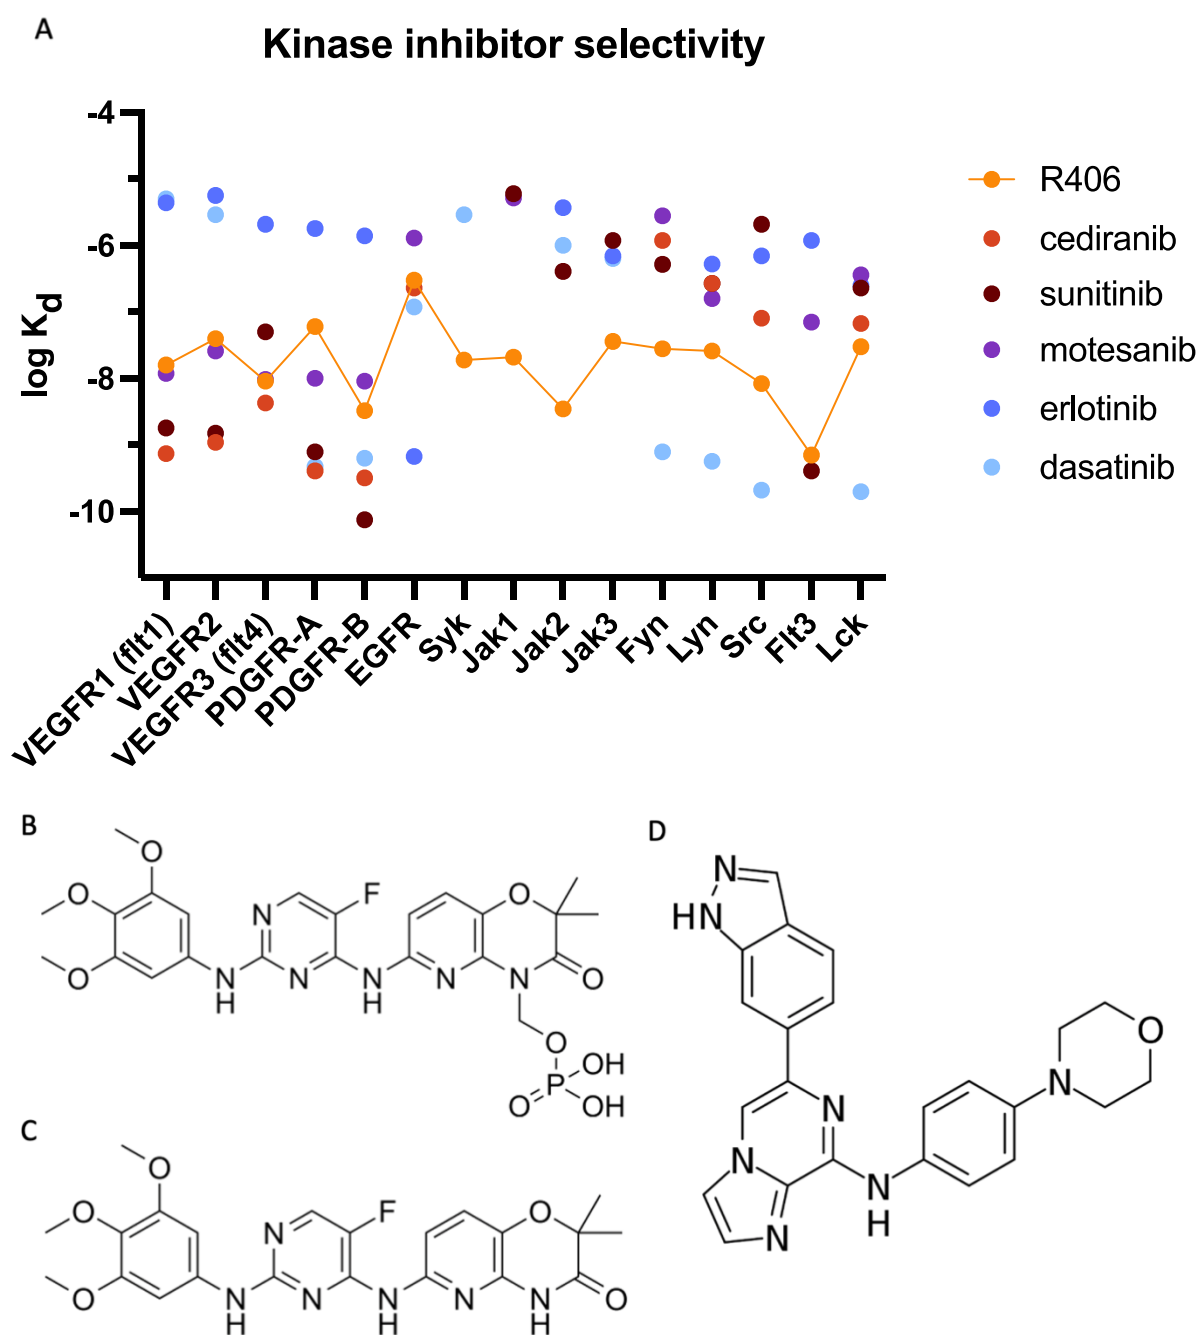 A
Kinase inhibitor selectivity
-4
-6
-8
-10
log Kd
VEGFR1 (flt1)
VEGFR2
VEGFR3 (flt4)
PDGFR-A
PDGFR-B
EGFR
Syk
Jak1
Jak2
Jak3
Fyn
Lyn
Src
Flt3
Lck
R406
cediranib
sunitinib
motesanib
erlotinib
dasatinib
B
O
O
O
N
N
N
H
F
N
H
N
O
N
O
O
P
O
OH
OH
C
O
O
O
N
N
N
H
F
N
H
N
O
N
H
O
D
N
HN
N
N
N
N
H
N
O